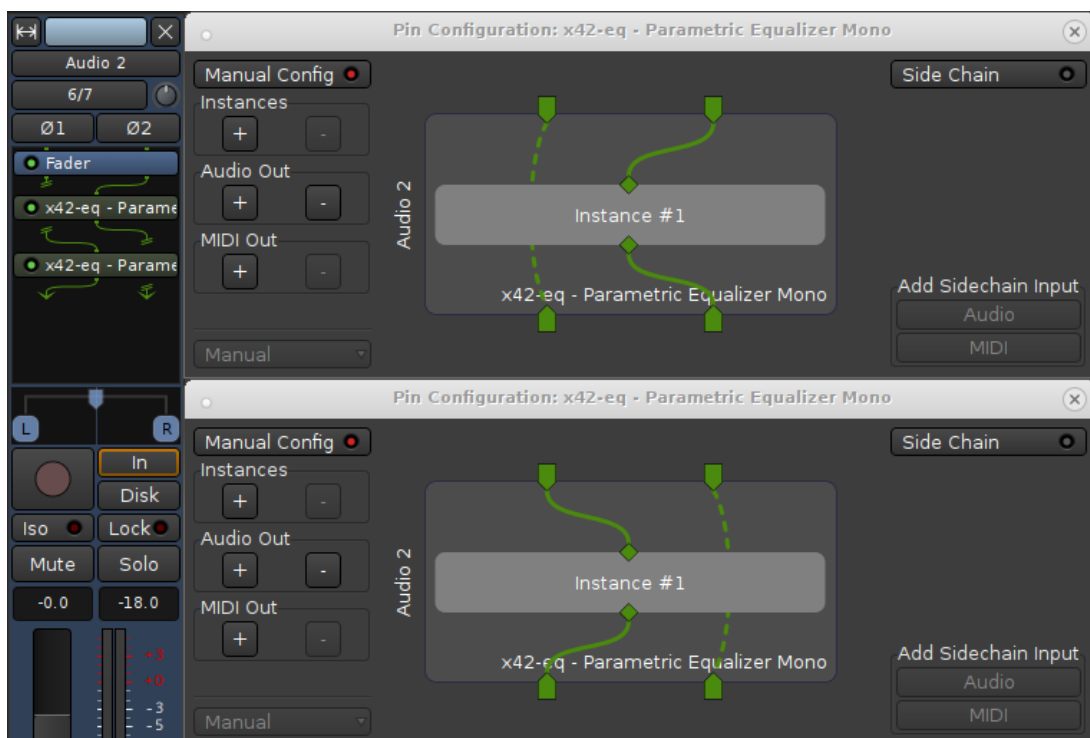 Audio 2
6/7
Ø1 Ø2
Fader
x42-eq - Parame
x42-eq - Parame
L R
In
Disk
Iso Lock
Mute Solo
-0.0 -18.0
+3
+0
-3
-5
Pin Configuration: x42-eq - Parametric Equalizer Mono
Manual Config
Side Chain
Instances
+ -
Audio Out
+ -
MIDI Out
+ -
Manual
Audio 2
Instance #1
x42-eq - Parametric Equalizer Mono
Add Sidechain Input
Audio
MIDI
Pin Configuration: x42-eq - Parametric Equalizer Mono
Manual Config
Side Chain
Instances
+ -
Audio Out
+ -
MIDI Out
+ -
Manual
Audio 2
Instance #1
x42-eq - Parametric Equalizer Mono
Add Sidechain Input
Audio
MIDI